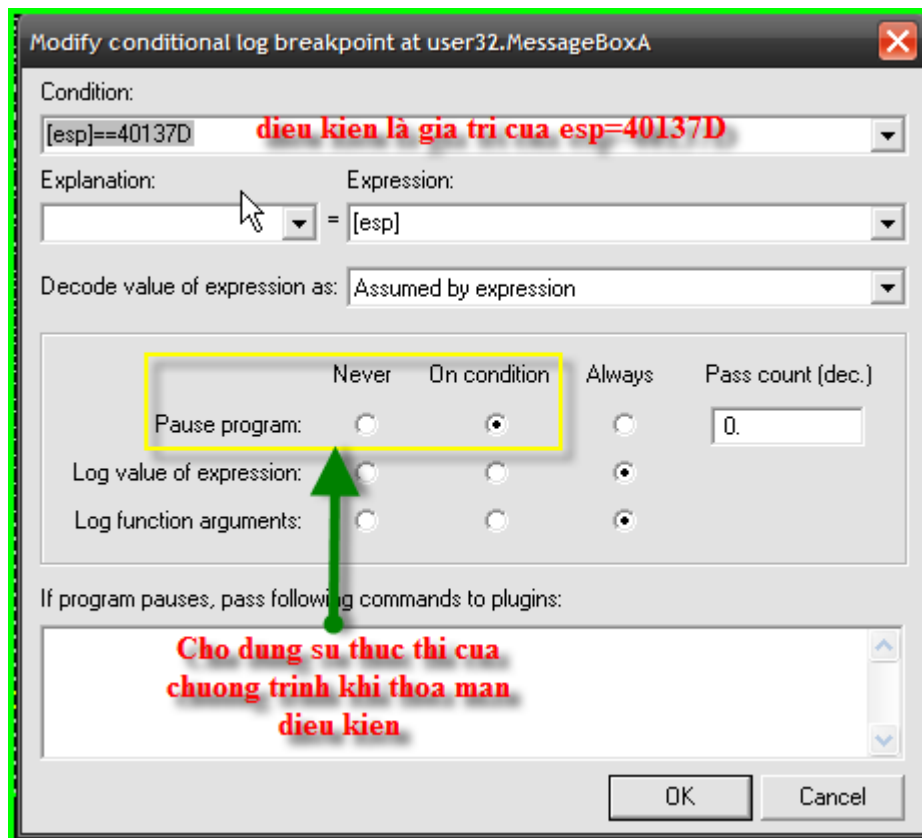 Modify conditional log breakpoint at user32.MessageBoxA
Condition:
[esp]==40137D
dieu kien là gia tri cua esp=40137D
Explanation: Expression:
= [esp]
Decode value of expression as: Assumed by expression
Never On condition Always Pass count (dec.)
Pause program: 0.
Log value of expression:
Log function arguments:
If program pauses, pass following commands to plugins:
Cho dung su thuc thi cua
chuong trinh khi thoa man
dieu kien
OK Cancel